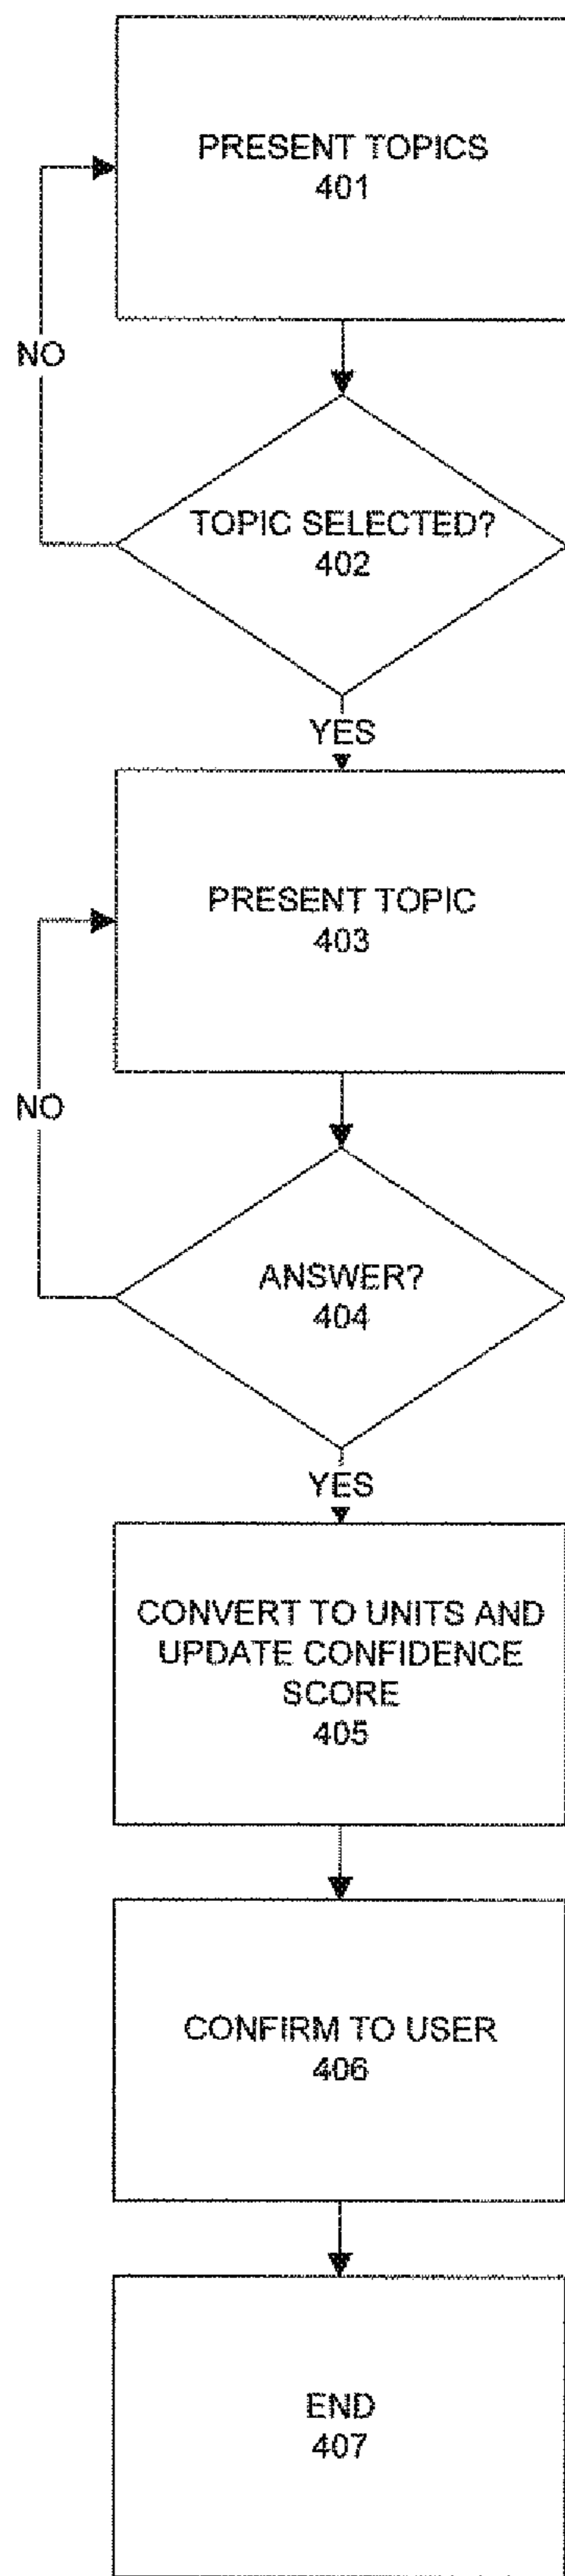 PRESENT TOPICS
401
NO
TOPIC SELECTED?
402
YES
PRESENT TOPIC
403
NO
ANSWER?
404
YES
CONVERT TO UNITS AND
UPDATE CONFIDENCE
SCORE
405
CONFIRM TO USER
406
END
407